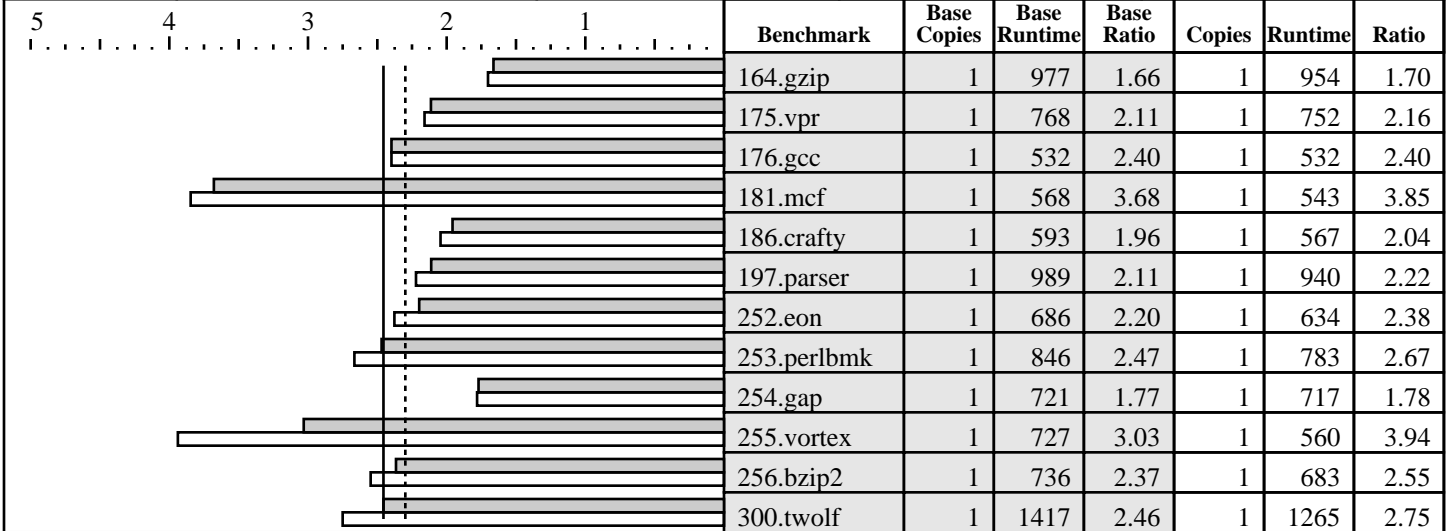 5 4 3 2 1
Benchmark Base Copies Base Runtime Base Ratio Copies Runtime Ratio
164.gzip 1 977 1.66 1 954 1.70
175.vpr 1 768 2.11 1 752 2.16
176.gcc 1 532 2.40 1 532 2.40
181.mcf 1 568 3.68 1 543 3.85
186.crafty 1 593 1.96 1 567 2.04
197.parser 1 989 2.11 1 940 2.22
252.eon 1 686 2.20 1 634 2.38
253.perlbmk 1 846 2.47 1 783 2.67
254.gap 1 721 1.77 1 717 1.78
255.vortex 1 727 3.03 1 560 3.94
256.bzip2 1 736 2.37 1 683 2.55
300.twolf 1 1417 2.46 1 1265 2.75